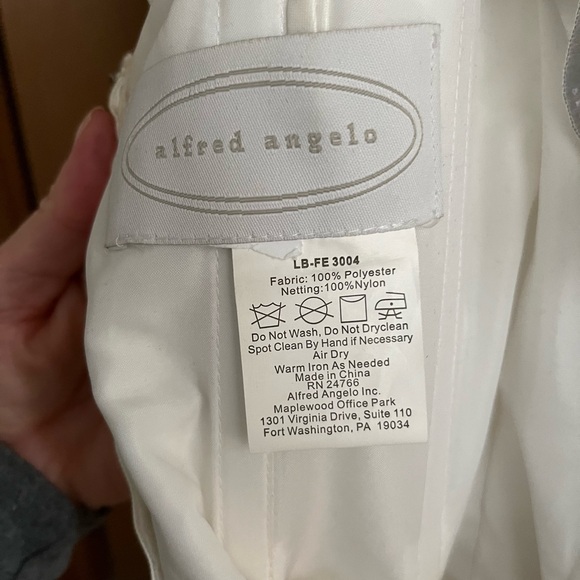 alfred angelo
LB-FE 3004
Fabric: 100% Polyester
Netting:100%Nylon
Do Not Wash, Do Not Dryclean
Spot Clean By Hand if Necessary
Air Dry
Warm Iron As Needed
Made in China
RN 24766
Alfred Angelo Inc.
Maplewood Office Park
1301 Virginia Drive, Suite 110
Fort Washington, PA 19034